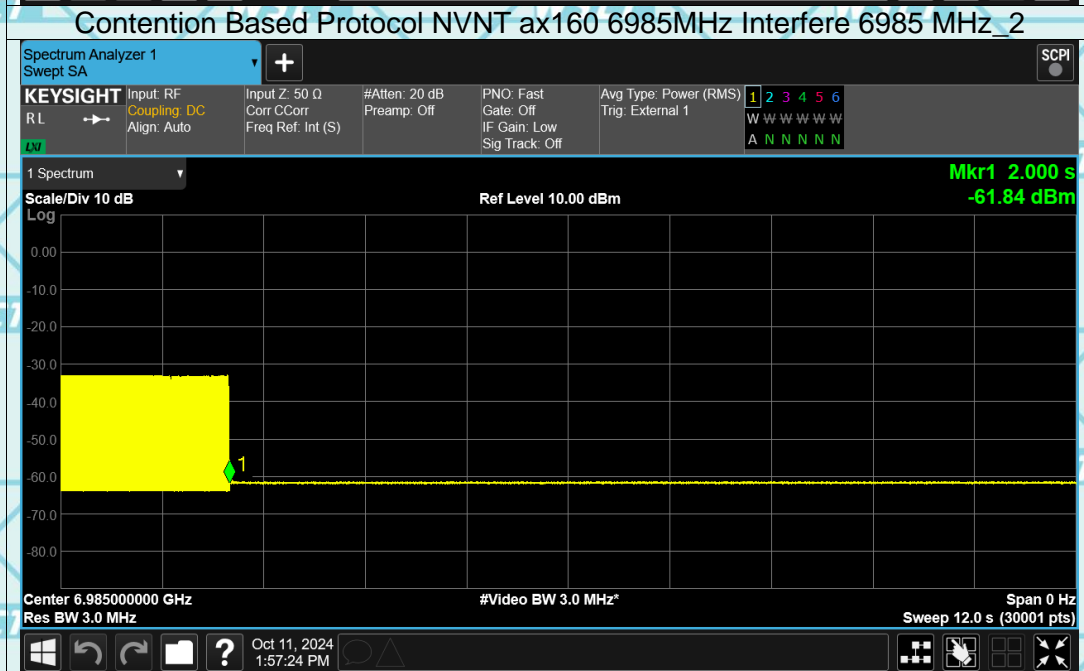 Contention Based Protocol NVNT ax160 6985MHz Interfere 6985 MHz_2
Spectrum Analyzer 1
Swept SA
+
SCPI
KEYSIGHT Input: RF Input Z: 50 Ω #Atten: 20 dB PNO: Fast Avg Type: Power (RMS) 1 2 3 4 5 6
R L Coupling: DC Corr CCorr Preamp: Off Gate: Off Trig: External 1 W W W W W W
Align: Auto Freq Ref: Int (S) IF Gain: Low A N N N N N
LXI Sig Track: Off
1 Spectrum Mkr1 2.000 s
Scale/Div 10 dB Ref Level 10.00 dBm -61.84 dBm
Log
0.00
-10.0
-20.0
-30.0
-40.0
-50.0
1
-60.0
-70.0
-80.0
Center 6.985000000 GHz #Video BW 3.0 MHz* Span 0 Hz
Res BW 3.0 MHz Sweep 12.0 s (30001 pts)
? Oct 11, 2024
1:57:24 PM